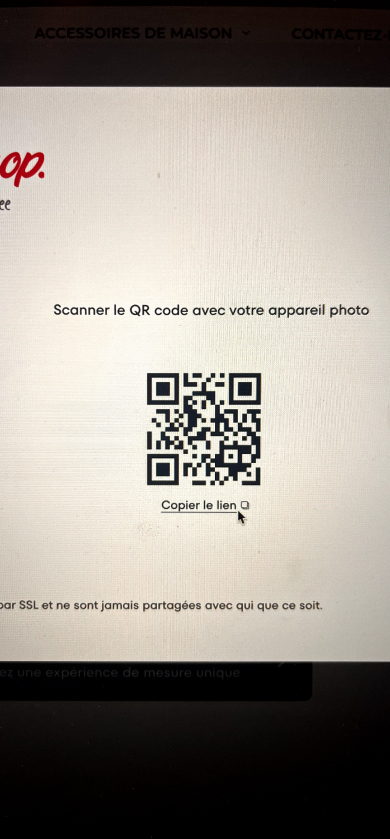 ACCESSOIRES DE MAISON
CONTACTEZ-
op.
ee
Scanner le QR code avec votre appareil photo
Copier le lien
par SSL et ne sont jamais partagées avec qui que ce soit.
ez une expérience de mesure unique